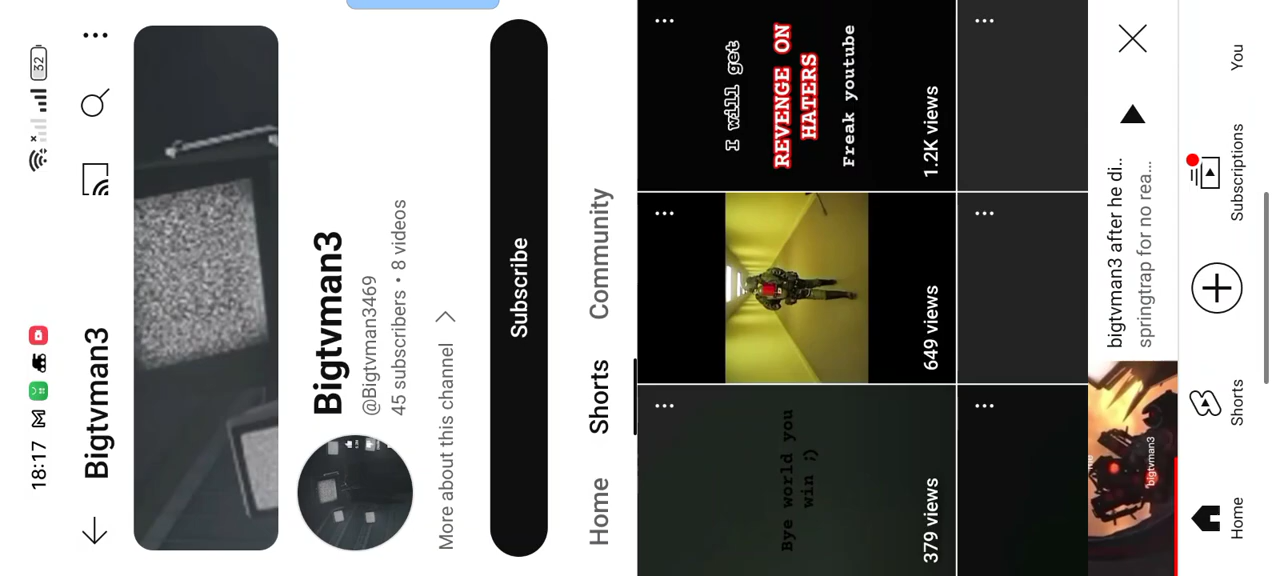 18:17
32
Bigtvman3
Bigtvman3
@Bigtvman3469
45 subscribers • 8 videos
More about this channel
Subscribe
Home
Shorts
Community
Bye world you
win ;)
379 views
649 views
I will get
REVENGE ON
HATERS
Freak youtube
1.2K views
bigtvman3
bigtvman3 after he di..
springtrap for no rea...
Home
Shorts
Subscriptions
You